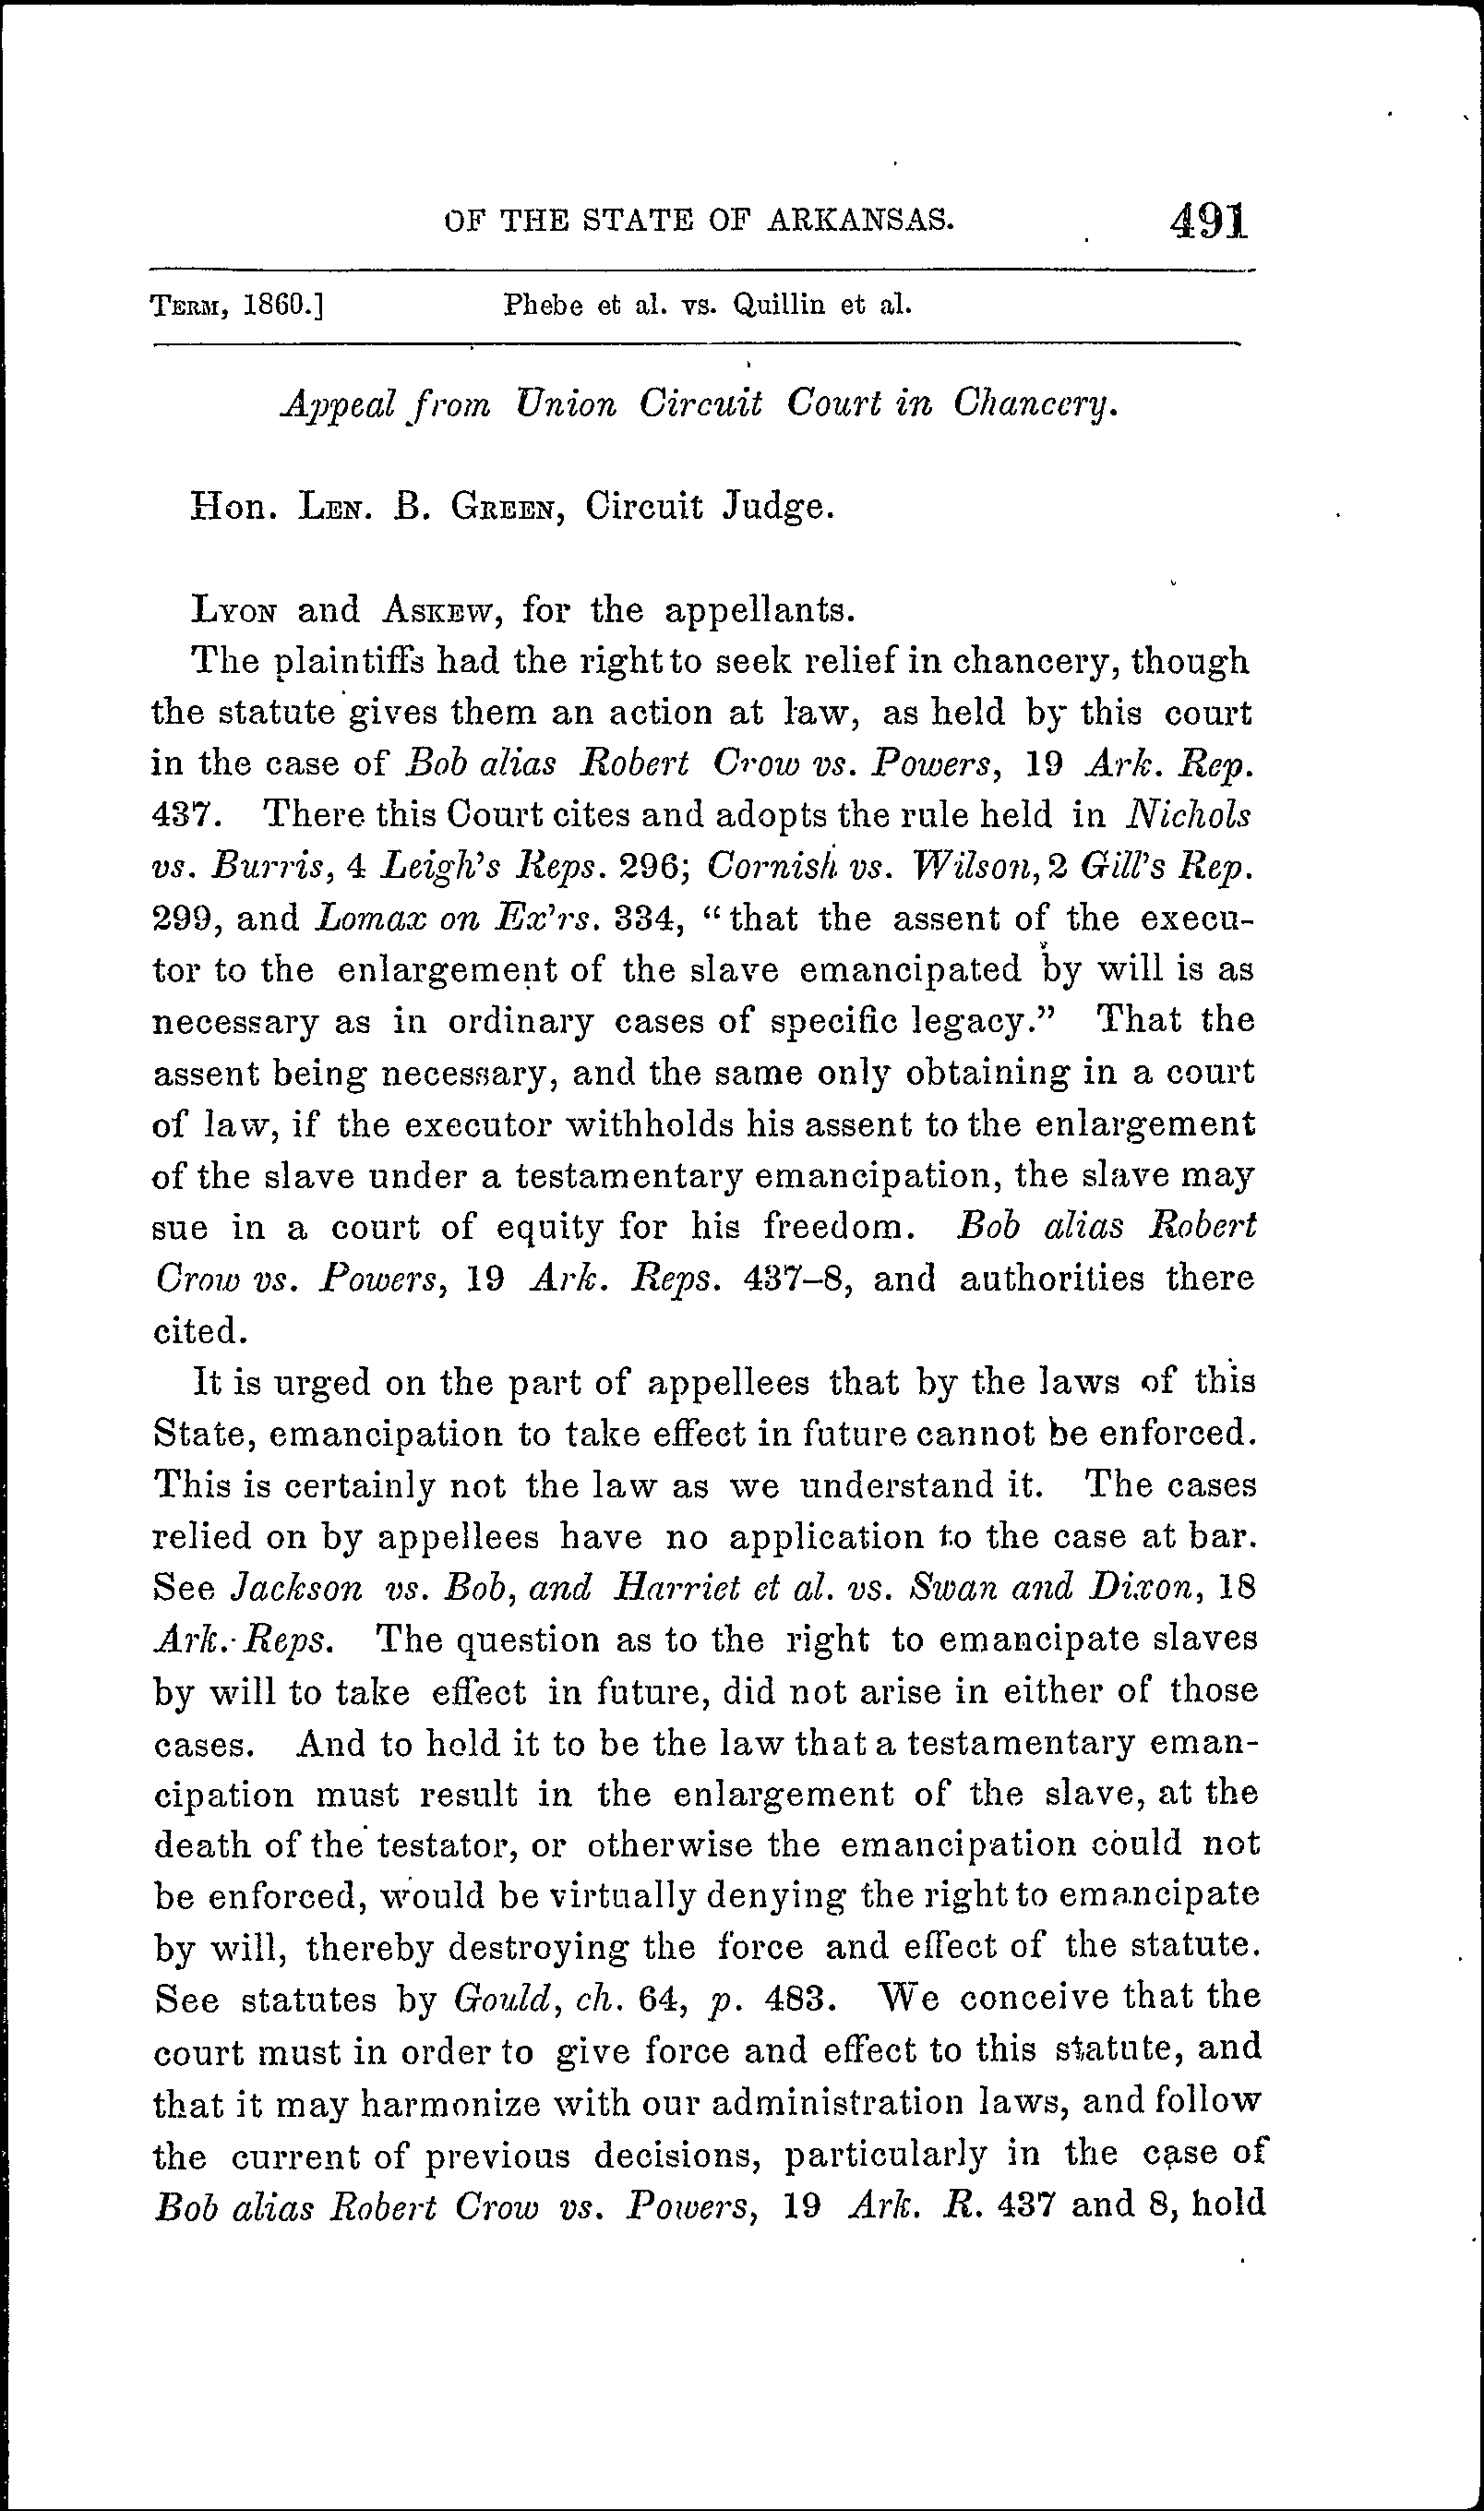 OF THE STATE OF ARKANSAS. 491
TERM, 1860.] Phebe et al. vs. Quillin et al.
Appeal from Union Circuit Court in Chancery.
Hon. LEN. B. GREEN, Circuit Judge.
LYON and ASKEW, for the appellants.
The plaintiffs had the right to seek relief in chancery, though
the statute gives them an action at law, as held by this court
in the case of Bob alias Robert Crow vs. Powers, 19 Ark. Rep.
437. There this Court cites and adopts the rule held in Nichols
vs. Burris, 4 Leigh's Reps. 296; Cornish vs. Wilson, 2 Gill's Rep.
299, and Lomax on Ex'rs. 334, "that the assent of the execu-
tor to the enlargement of the slave emancipated by will is as
necessary as in ordinary cases of specific legacy." That the
assent being necessary, and the same only obtaining in a court
of law, if the executor withholds his assent to the enlargement
of the slave under a testamentary emancipation, the slave may
sue in a court of equity for his freedom. Bob alias Robert
Crow vs. Powers, 19 Ark. Reps. 437-8, and authorities there
cited.
It is urged on the part of appellees that by the laws of this
State, emancipation to take effect in future cannot be enforced.
This is certainly not the law as we understand it. The cases
relied on by appellees have no application to the case at bar.
See Jackson vs. Bob, and Harriet et al. vs. Swan and Dixon, 18
Ark. Reps. The question as to the right to emancipate slaves
by will to take effect in future, did not arise in either of those
cases. And to hold it to be the law that a testamentary eman-
cipation must result in the enlargement of the slave, at the
death of the testator, or otherwise the emancipation could not
be enforced, would be virtually denying the right to emancipate
by will, thereby destroying the force and effect of the statute.
See statutes by Gould, ch. 64, p. 483. We conceive that the
court must in order to give force and effect to this statute, and
that it may harmonize with our administration laws, and follow
the current of previous decisions, particularly in the case of
Bob alias Robert Crow vs. Powers, 19 Ark. R. 437 and 8, hold